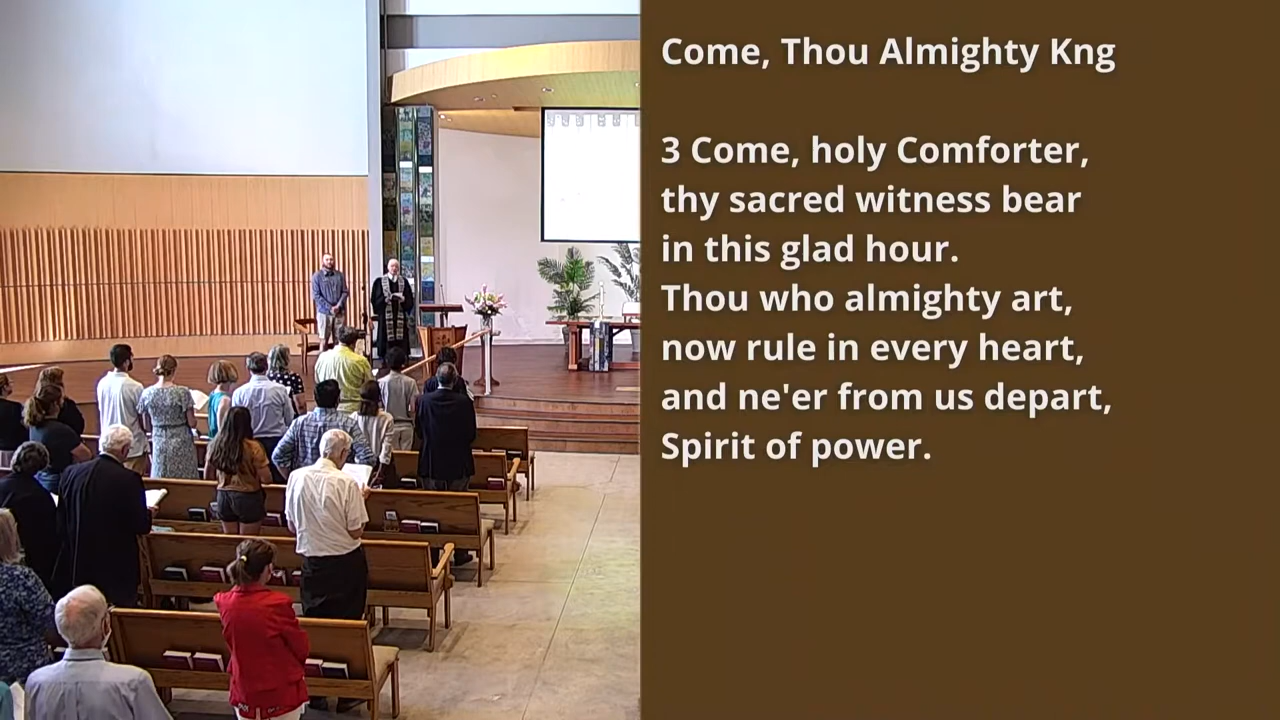 Come, Thou Almighty Kng
3 Come, holy Comforter,
thy sacred witness bear
in this glad hour.
Thou who almighty art,
now rule in every heart,
and ne'er from us depart,
Spirit of power.